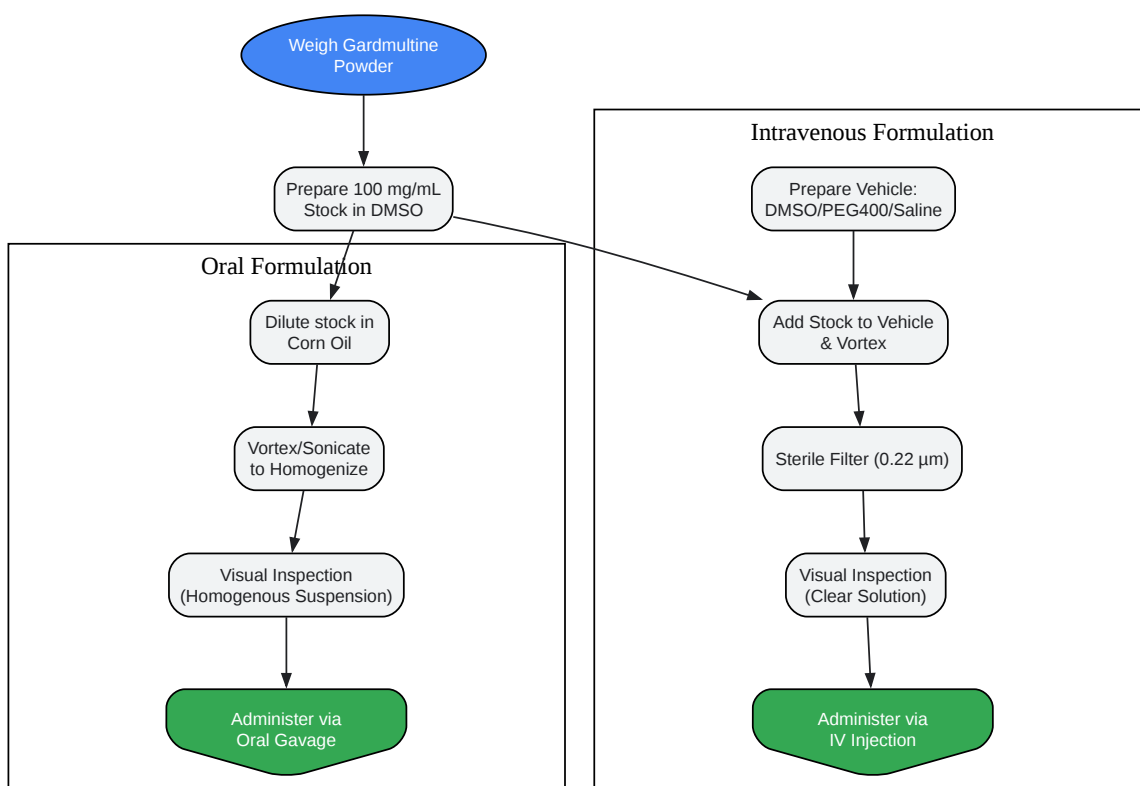 Weigh Gardmultine
Powder
Prepare 100 mg/mL
Stock in DMSO
Oral Formulation
Dilute stock in
Corn Oil
Vortex/Sonicate
to Homogenize
Visual Inspection
(Homogenous Suspension)
Administer via
Oral Gavage
Intravenous Formulation
Prepare Vehicle:
DMSO/PEG400/Saline
Add Stock to Vehicle
& Vortex
Sterile Filter (0.22 µm)
Visual Inspection
(Clear Solution)
Administer via
IV Injection